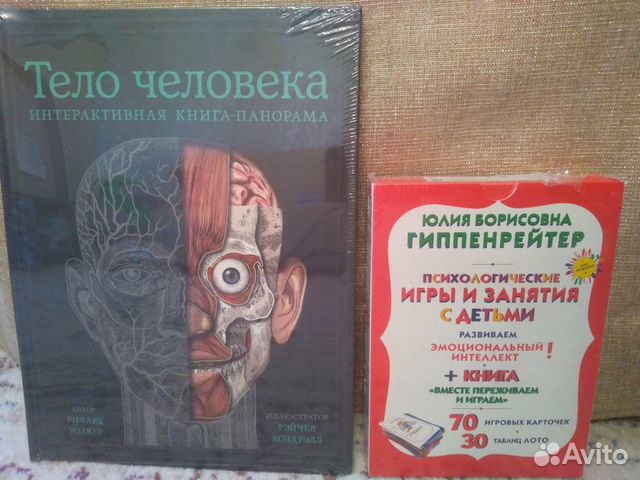 Тело человека
ИНТЕРАКТИВНАЯ КНИГА-ПАНОРАМА
АВТОР
РИЧАРД
УОЛКЕР
ИЛЛЮСТРАТОР
РЭЙЧЕЛ
КОЛДУЭЛЛ
ЮЛИЯ БОРИСОВНА
ГИППЕНРЕЙТЕР
ПСИХОЛОГИЧЕСКИЕ
ИГРЫ И ЗАНЯТИЯ
С ДЕТЬМИ
РАЗВИВАЕМ
ЭМОЦИОНАЛЬНЫЙ
ИНТЕЛЛЕКТ!
+ КНИГА
«ВМЕСТЕ ПЕРЕЖИВАЕМ
И ИГРАЕМ»
70 ИГРОВЫХ КАРТОЧЕК
30 ТАБЛИЦ ЛОТО
Avito